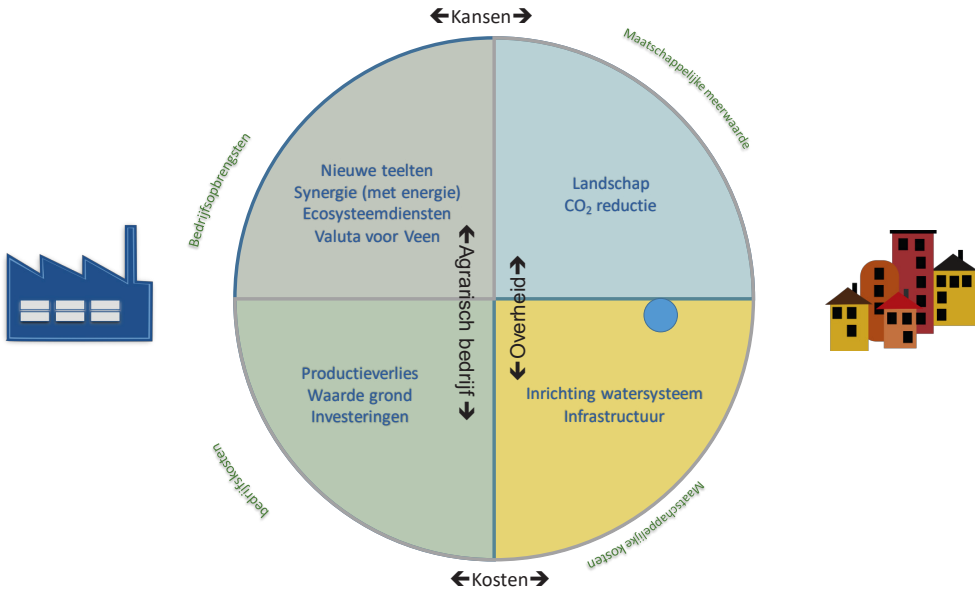 ←Kansen→
Maatschappelijke meerwaarde
Bedrijfsopbrengsten
Nieuwe teelten
Synergie (met energie)
Ecosysteemdiensten
Valuta voor Veen
Landschap
CO₂ reductie
←Agrarisch bedrijf→
←Overheid→
Productieverlies
Waarde grond
Investeringen
Inrichting watersysteem
Infrastructuur
bedrijfskosten
Maatschappelijke kosten
←Kosten→